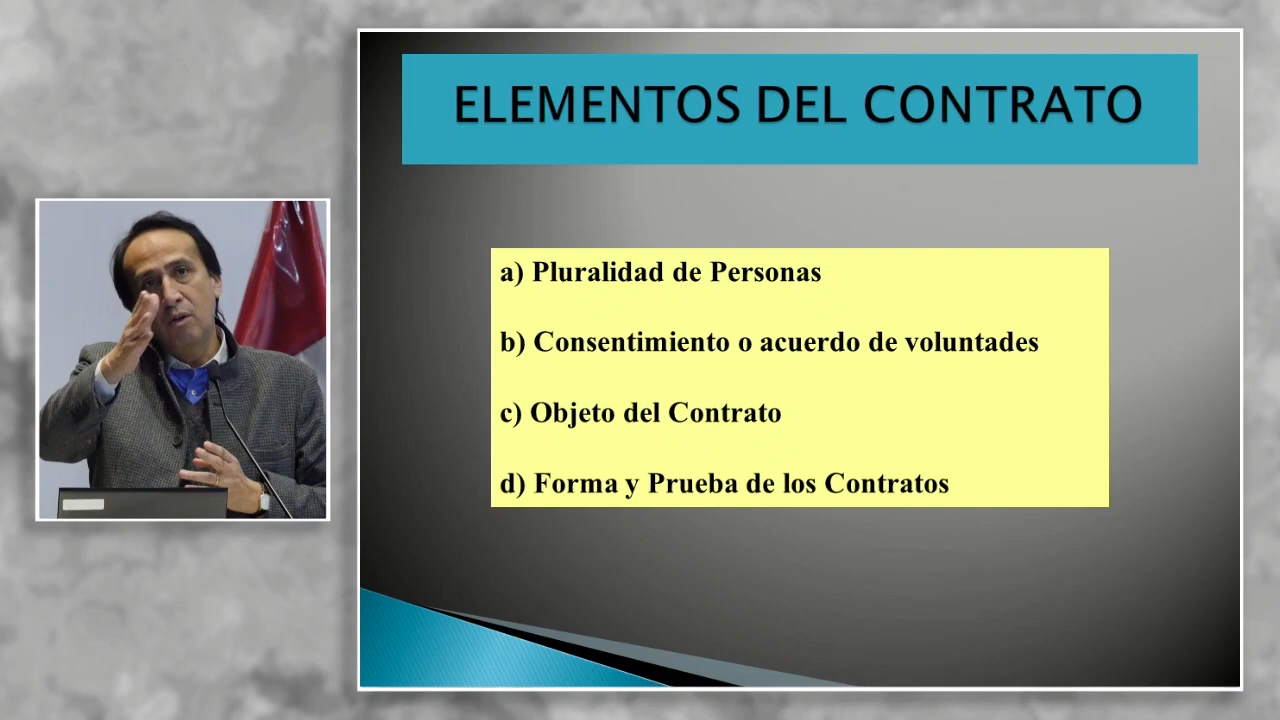 ELEMENTOS DEL CONTRATO
a) Pluralidad de Personas
b) Consentimiento o acuerdo de voluntades
c) Objeto del Contrato
d) Forma y Prueba de los Contratos